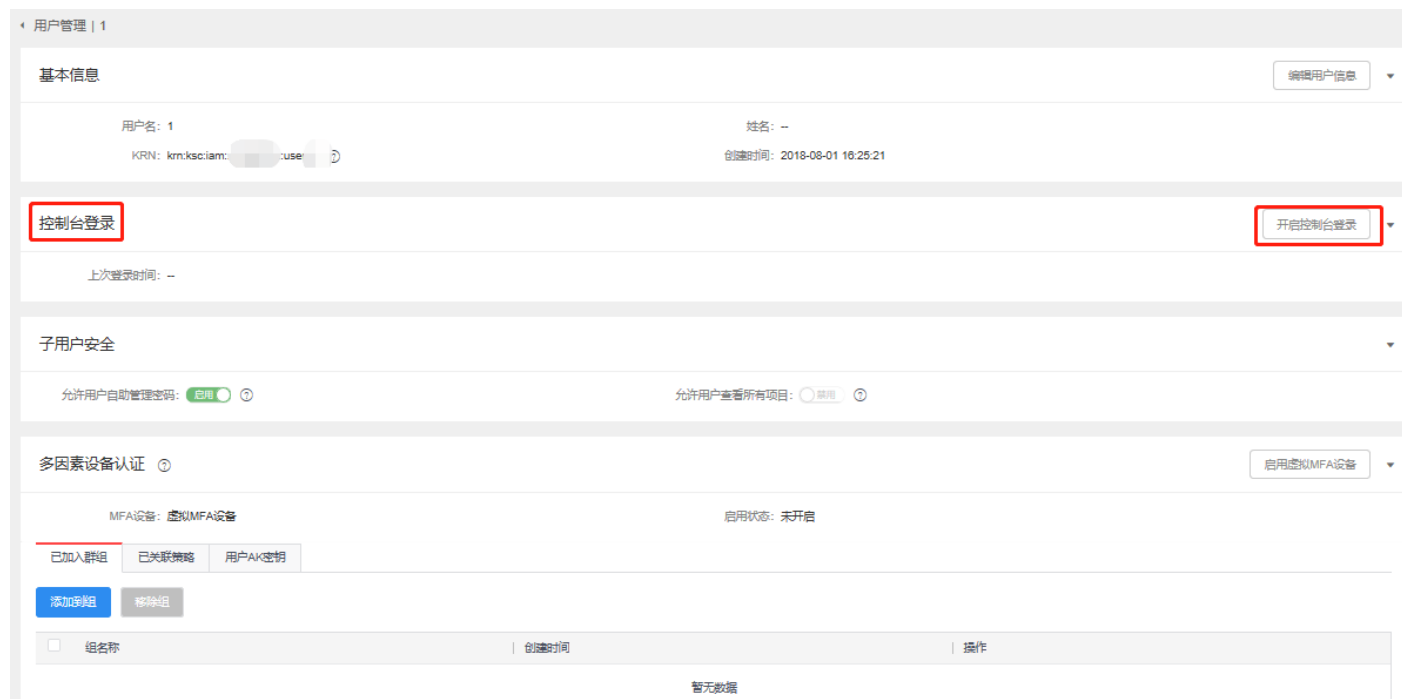 用户管理 | 1
基本信息
编辑用户信息
用户名: 1
姓名: --
KRN: krn:ksc:iam: :use
创建时间: 2018-08-01 16:25:21
控制台登录
开启控制台登录
上次登录时间: --
子用户安全
允许用户自助管理密码: 启用
允许用户查看所有项目: 禁用
多因素设备认证
启用虚拟MFA设备
MFA设备: 虚拟MFA设备
启用状态: 未开启
已加入群组 已关联策略 用户AK密钥
添加到组 移除组
组名称 创建时间 操作
暂无数据